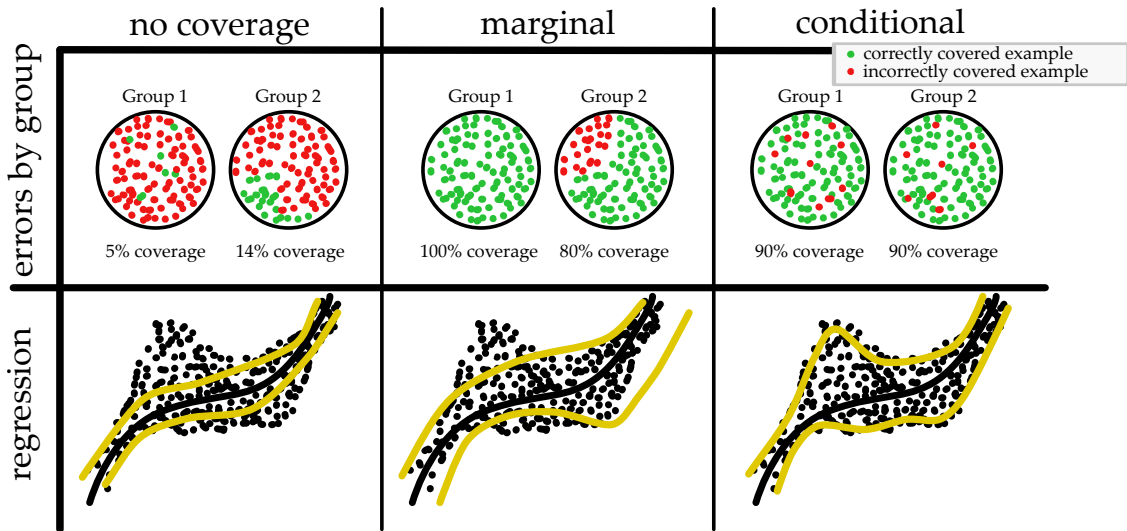 no coverage
marginal
conditional
correctly covered example
incorrectly covered example
errors by group
Group 1
Group 2
Group 1
Group 2
Group 1
Group 2
5% coverage
14% coverage
100% coverage
80% coverage
90% coverage
90% coverage
regression